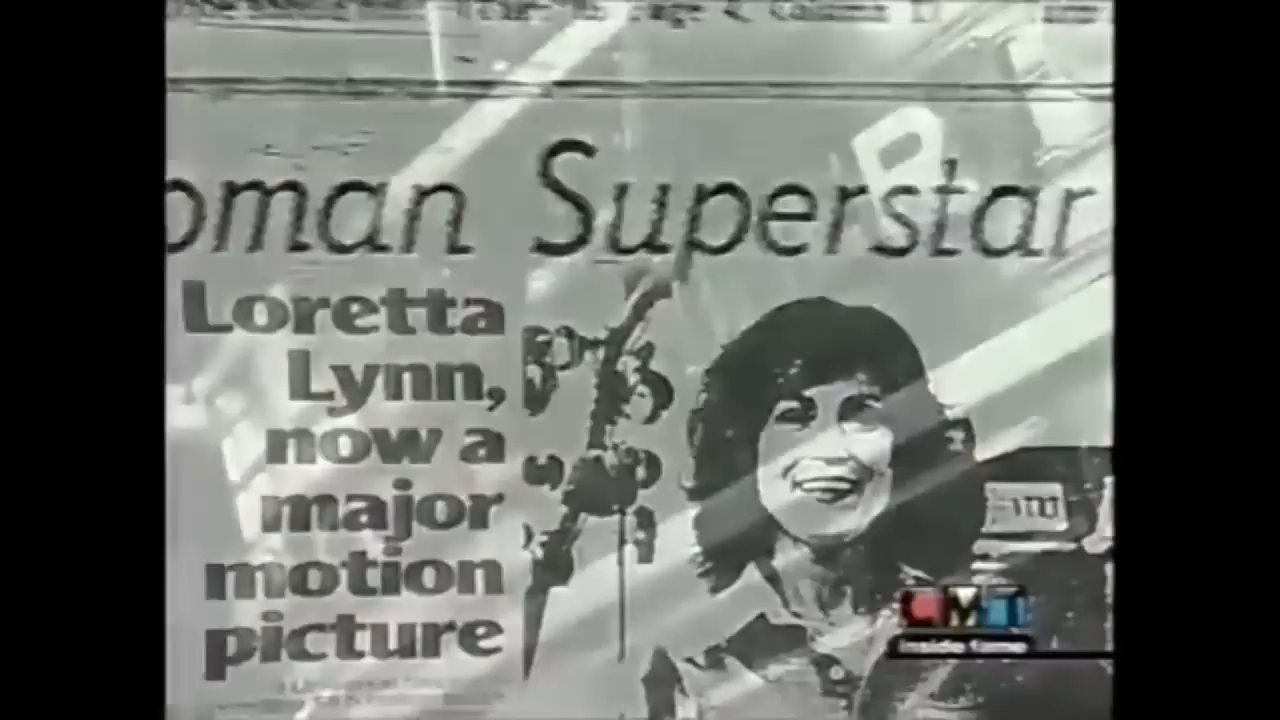 oman Superstar
Loretta
Lynn,
now a
major
motion
picture
CMT
Inside Fame